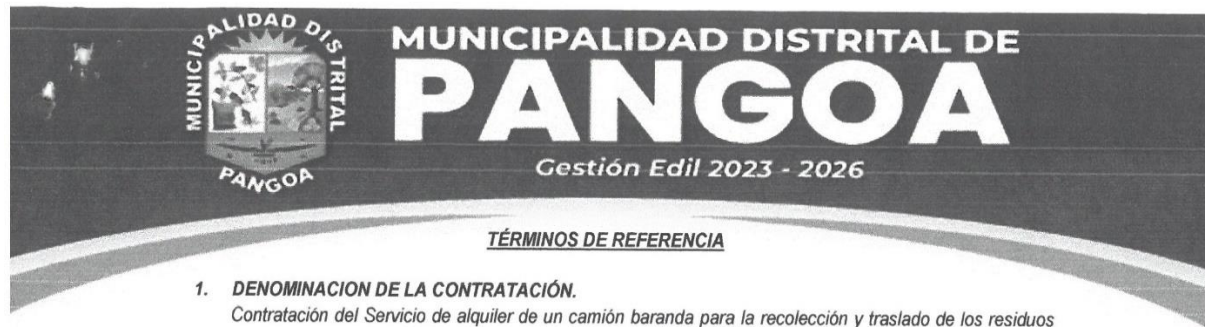 MUNICIPALIDAD DISTRITAL
PANGOA
MUNICIPALIDAD DISTRITAL DE
PANGOA
Gestión Edil 2023 - 2026
TÉRMINOS DE REFERENCIA
1. DENOMINACION DE LA CONTRATACIÓN.
Contratación del Servicio de alquiler de un camión baranda para la recolección y traslado de los residuos